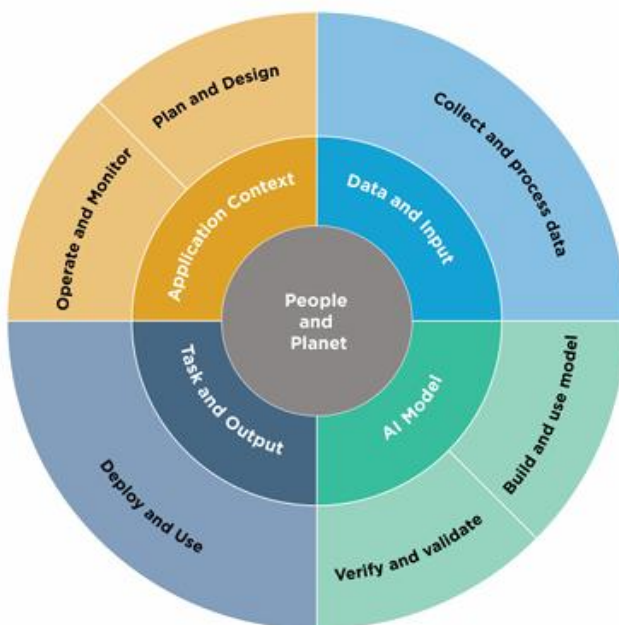 Plan and Design
Collect and process data
Operate and Monitor
Application Context
Data and Input
People
and
Planet
Task and Output
AI Model
Build and use model
Deploy and Use
Verify and validate